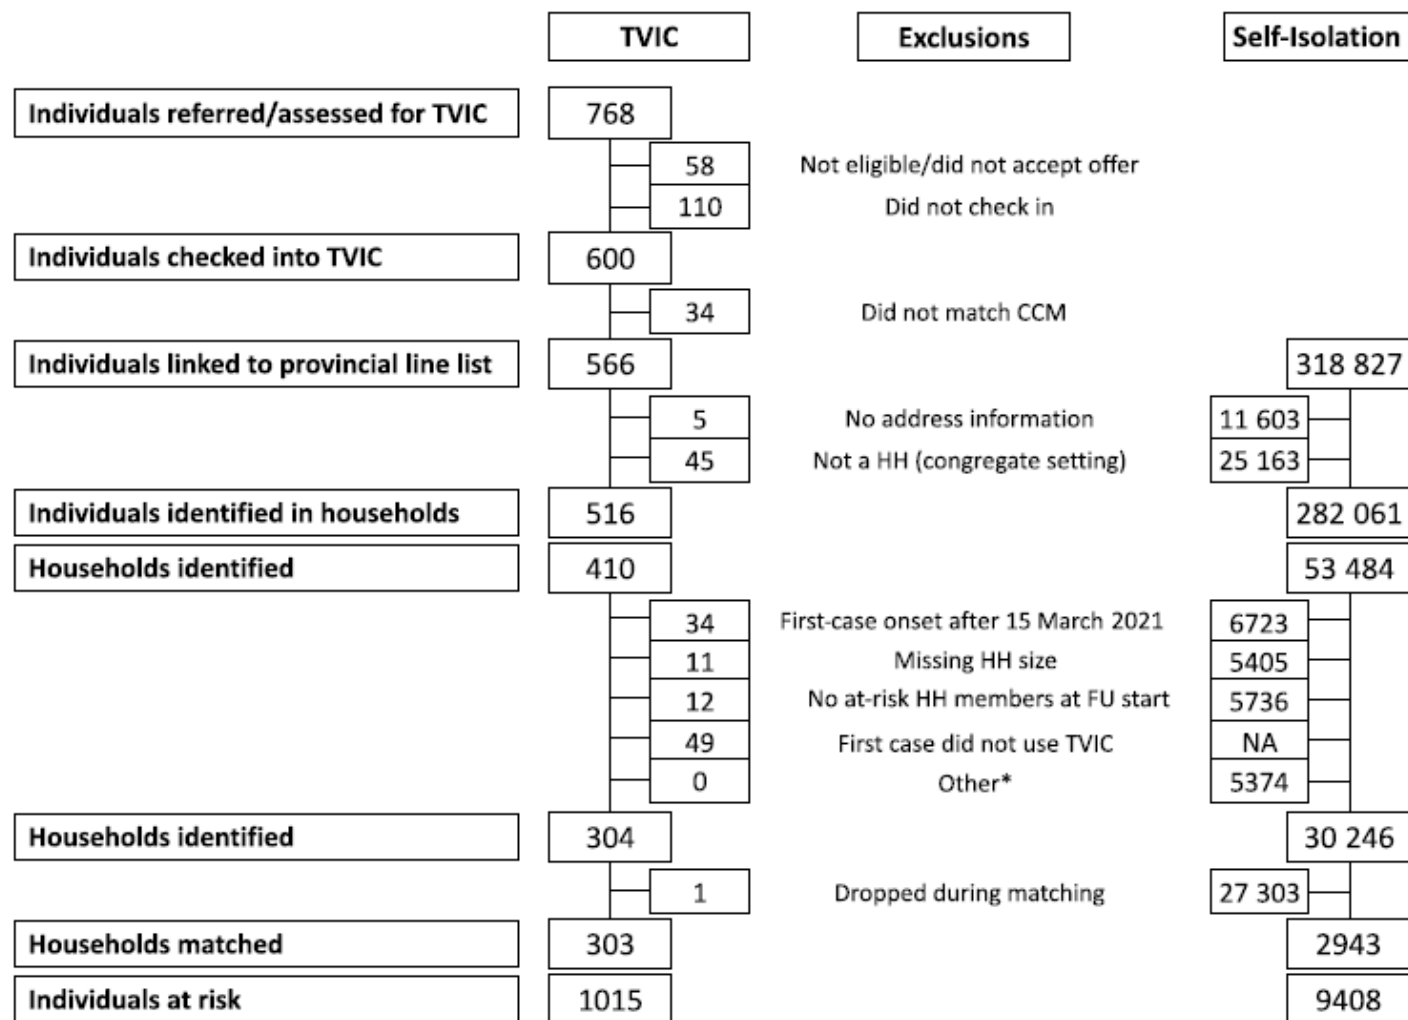 TVIC Exclusions Self-Isolation
Individuals referred/assessed for TVIC 768
58 Not eligible/did not accept offer
110 Did not check in
Individuals checked into TVIC 600
34 Did not match CCM
Individuals linked to provincial line list 566 318 827
5 No address information 11 603
45 Not a HH (congregate setting) 25 163
Individuals identified in households 516 282 061
Households identified 410 53 484
34 First-case onset after 15 March 2021 6723
11 Missing HH size 5405
12 No at-risk HH members at FU start 5736
49 First case did not use TVIC NA
0 Other* 5374
Households identified 304 30 246
1 Dropped during matching 27 303
Households matched 303 2943
Individuals at risk 1015 9408